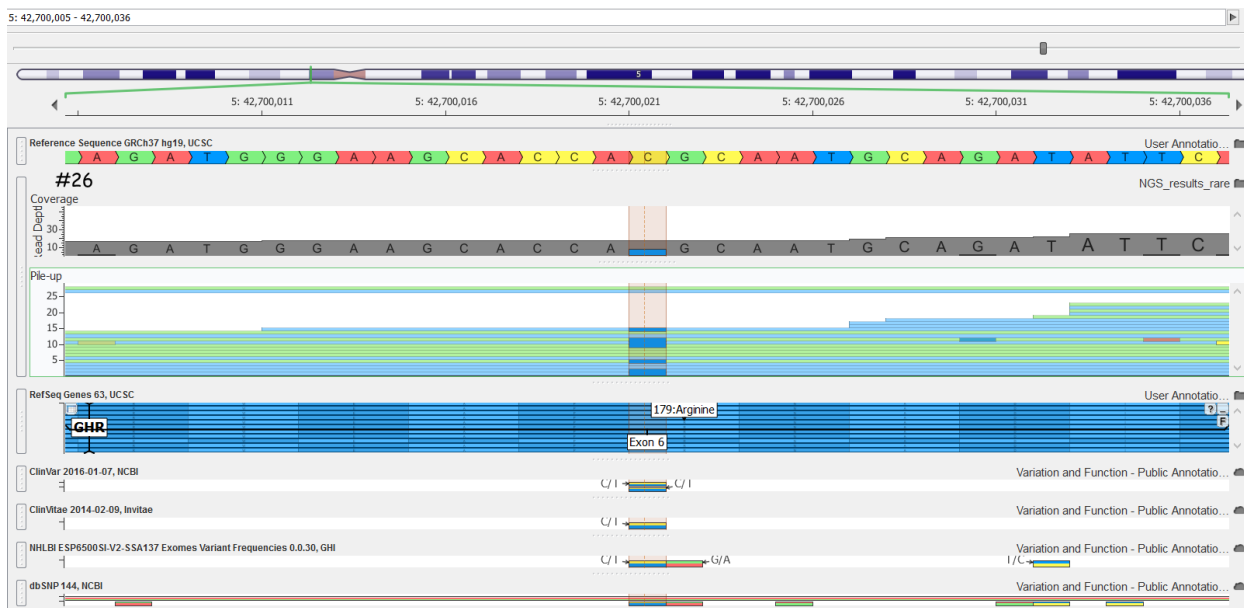 5: 42,700,005 - 42,700,036
5
5: 42,700,011 5: 42,700,016 5: 42,700,021 5: 42,700,026 5: 42,700,031 5: 42,700,036
Reference Sequence GRCh37 hg19, UCSC
User Annotatio...
A G A T G G G A A G C A C C A C G C A A T G C A G A T A T T C
#26
NGS_results_rare
Coverage
30
10
A G A T G G G A A G C A C C A G C A A T G C A G A T A T T C
Pile-up
25
20
15
10
5
RefSeq Genes 63, UCSC
User Annotatio...
179:Arginine
? _
GHR
F
Exon 6
ClinVar 2016-01-07, NCBI
Variation and Function - Public Annotatio...
C/T C/T
ClinVitae 2014-02-09, Invitae
Variation and Function - Public Annotatio...
C/T
NHLBI ESP6500SI-V2-SSA137 Exomes Variant Frequencies 0.0.30, GHI
Variation and Function - Public Annotatio...
C/T G/A T/C
dbSNP 144, NCBI
Variation and Function - Public Annotatio...